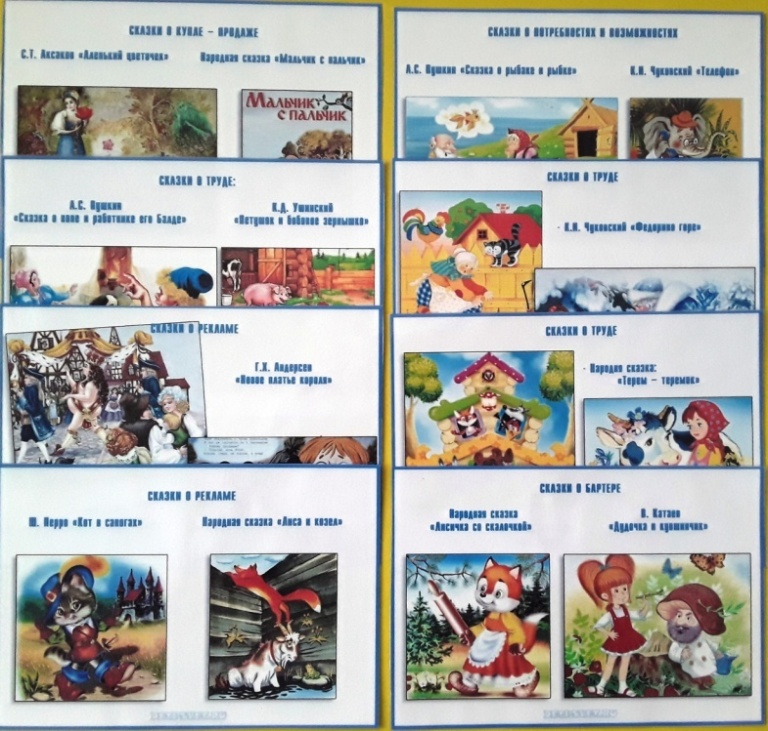 СКАЗКИ О КУПЛЕ – ПРОДАЖЕ
С.Т. Аксаков «Аленький цветочек»
Народная сказка «Мальчик с пальчик»
МАЛЬЧИК
С ПАЛЬЧИК
СКАЗКИ О ПОТРЕБНОСТЯХ И ВОЗМОЖНОСТЯХ
А.С. Пушкин «Сказка о рыбаке и рыбке»
К.И. Чуковский «Телефон»
СКАЗКИ О ТРУДЕ:
А.С. Пушкин
«Сказка о попе и работнике его Балде»
К.Д. Ушинский
«Петушок и бобовое зернышко»
СКАЗКИ О ТРУДЕ
К.И. Чуковский «Федорино горе»
СКАЗКИ О РЕКЛАМЕ
Г.Х. Андерсен
«Новое платье короля»
СКАЗКИ О ТРУДЕ
Народная сказка:
«Терем – теремок»
СКАЗКИ О РЕКЛАМЕ
Ш. Перро «Кот в сапогах»
Народная сказка «Лиса и козел»
СКАЗКИ О БАРТЕРЕ
Народная сказка
«Лисичка со скалочкой»
В. Катаев
«Дудочка и кувшинчик»